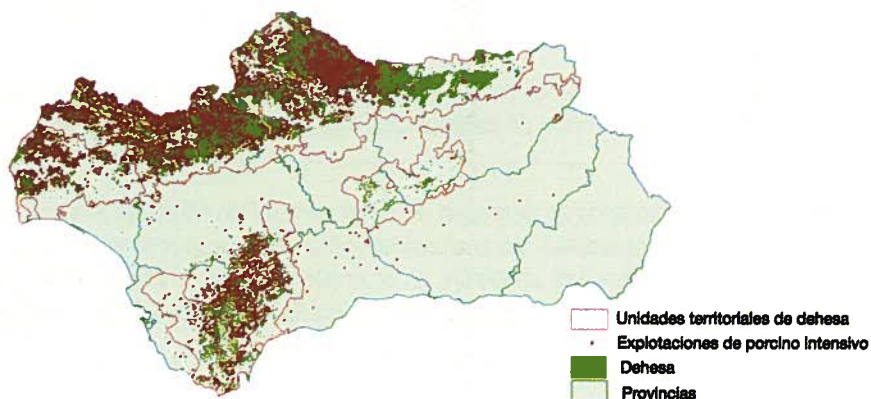 Unidades territoriales de dehesa
Explotaciones de porcino intensivo
Dehesa
Provincias